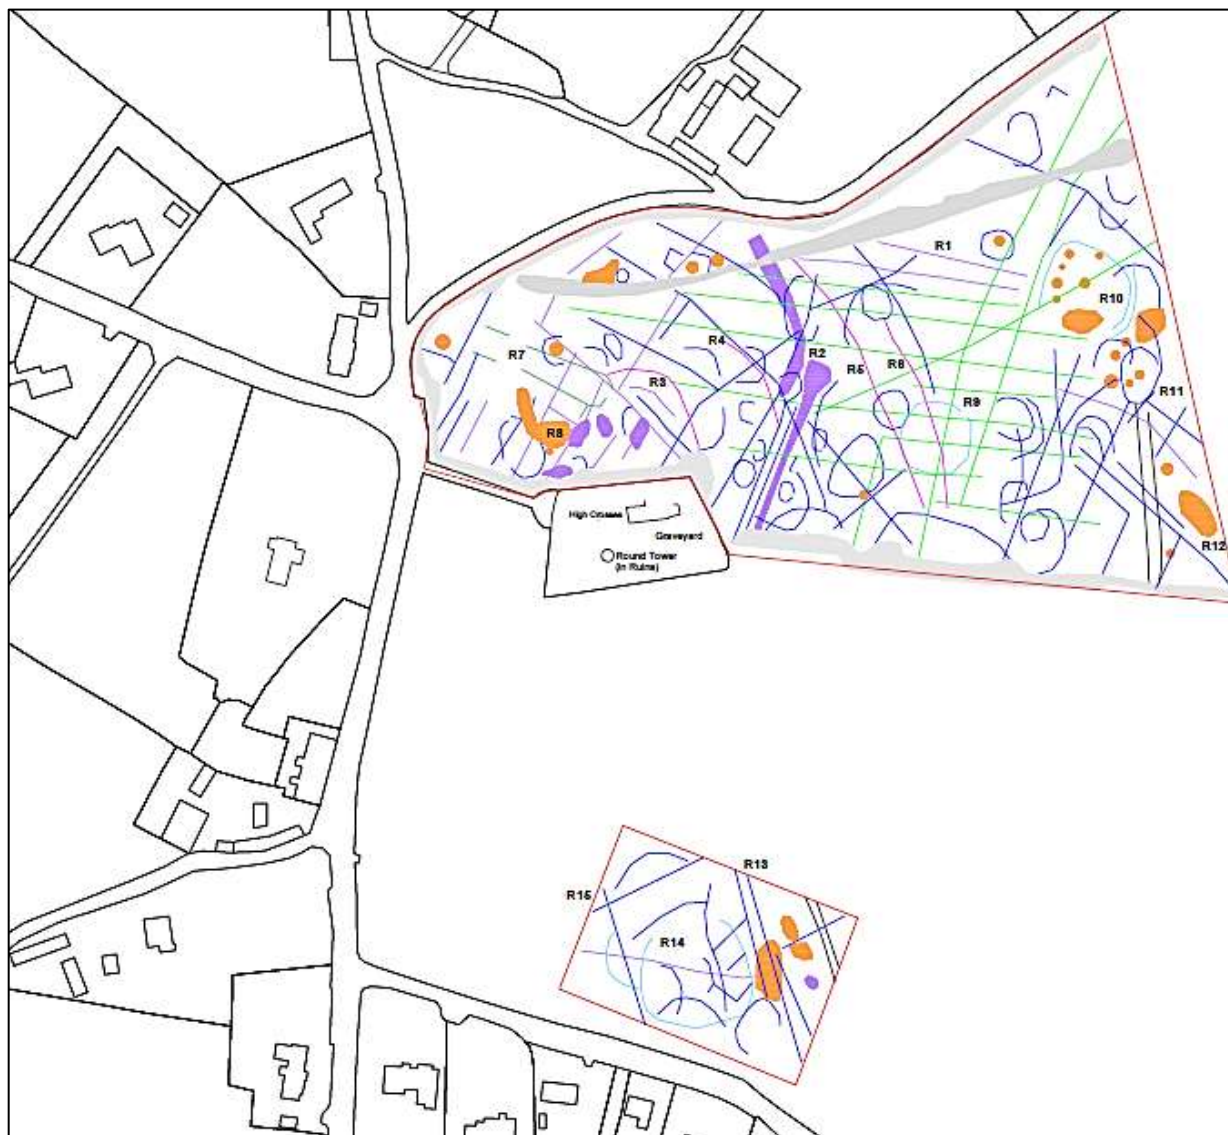 R1
R10
R2
R4
R7
R5
R6
R3
R11
R9
R8
High Crosses
Graveyard
Round Tower
(in Ruins)
R12
R13
R15
R14